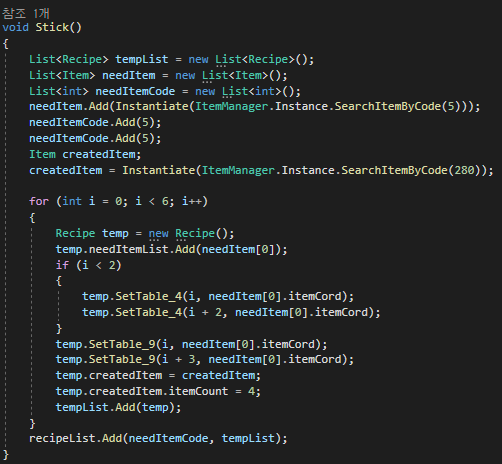 참조 1개
void Stick()
{
List<Recipe> tempList = new List<Recipe>();
List<Item> needItem = new List<Item>();
List<int> needItemCode = new List<int>();
needItem.Add(Instantiate(ItemManager.Instance.SearchItemByCode(5)));
needItemCode.Add(5);
needItemCode.Add(5);
Item createdItem;
createdItem = Instantiate(ItemManager.Instance.SearchItemByCode(280));
for (int i = 0; i < 6; i++)
{
Recipe temp = new Recipe();
temp.needItemList.Add(needItem[0]);
if (i < 2)
{
temp.SetTable_4(i, needItem[0].itemCord);
temp.SetTable_4(i + 2, needItem[0].itemCord);
}
temp.SetTable_9(i, needItem[0].itemCord);
temp.SetTable_9(i + 3, needItem[0].itemCord);
temp.createdItem = createdItem;
temp.createdItem.itemCount = 4;
tempList.Add(temp);
}
recipeList.Add(needItemCode, tempList);
}